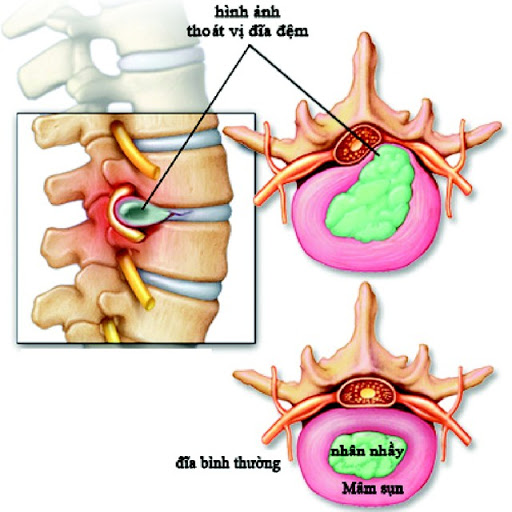 hình ảnh
thoát vị đĩa đệm
đĩa bình thường
nhân nhầy
Mâm sụn